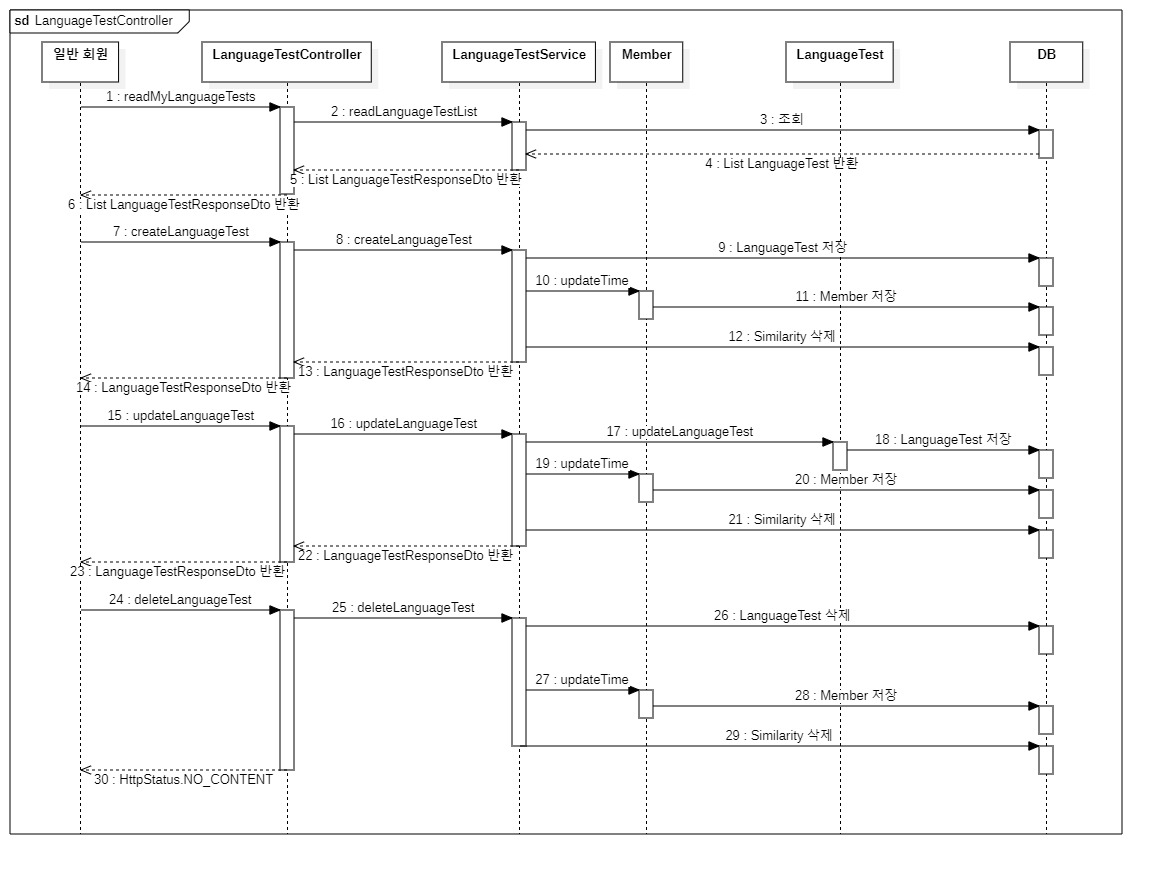 sd LanguageTestController
일반 회원
LanguageTestController
LanguageTestService
Member
LanguageTest
DB
1 : readMyLanguageTests
2 : readLanguageTestList
3 : 조회
4 : List LanguageTest 반환
5 : List LanguageTestResponseDto 반환
6 : List LanguageTestResponseDto 반환
7 : createLanguageTest
8 : createLanguageTest
9 : LanguageTest 저장
10 : updateTime
11 : Member 저장
12 : Similarity 삭제
13 : LanguageTestResponseDto 반환
14 : LanguageTestResponseDto 반환
15 : updateLanguageTest
16 : updateLanguageTest
17 : updateLanguageTest
18 : LanguageTest 저장
19 : updateTime
20 : Member 저장
21 : Similarity 삭제
22 : LanguageTestResponseDto 반환
23 : LanguageTestResponseDto 반환
24 : deleteLanguageTest
25 : deleteLanguageTest
26 : LanguageTest 삭제
27 : updateTime
28 : Member 저장
29 : Similarity 삭제
30 : HttpStatus.NO_CONTENT